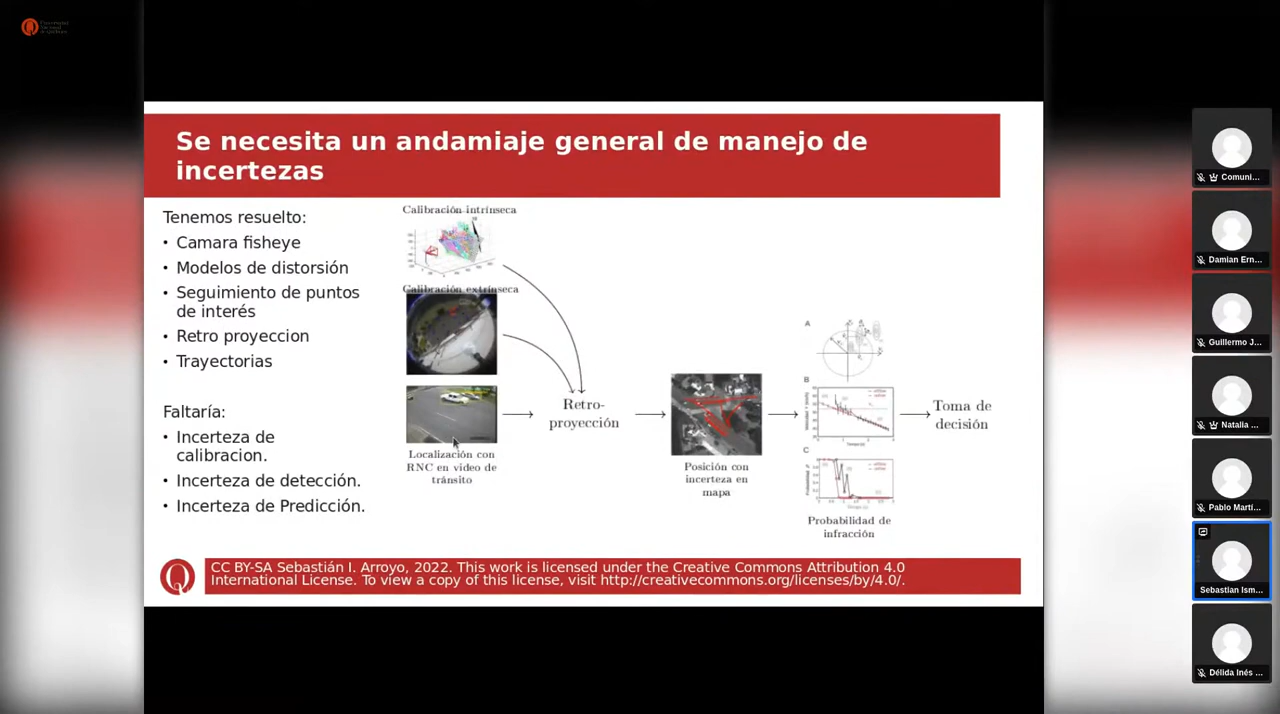 Universidad
Nacional
de Quilmes
Se necesita un andamiaje general de manejo de
incertezas
Tenemos resuelto:
• Camara fisheye
• Modelos de distorsión
• Seguimiento de puntos
de interés
• Retro proyeccion
• Trayectorias
Faltaría:
• Incerteza de
calibracion.
• Incerteza de detección.
• Incerteza de Predicción.
Calibración intrínseca
Calibración extrínseca
Localización con
RNC en video de
tránsito
Retro-
proyección
Posición con
incerteza en
mapa
A
B
C
Probabilidad de
infracción
Toma de
decisión
CC BY-SA Sebastián I. Arroyo, 2022. This work is licensed under the Creative Commons Attribution 4.0
International License. To view a copy of this license, visit http://creativecommons.org/licenses/by/4.0/.
Comuni...
Damian Ern...
Guillermo J...
Natalia ...
Pablo Martí...
Sebastian Ism...
Délida Inés ...